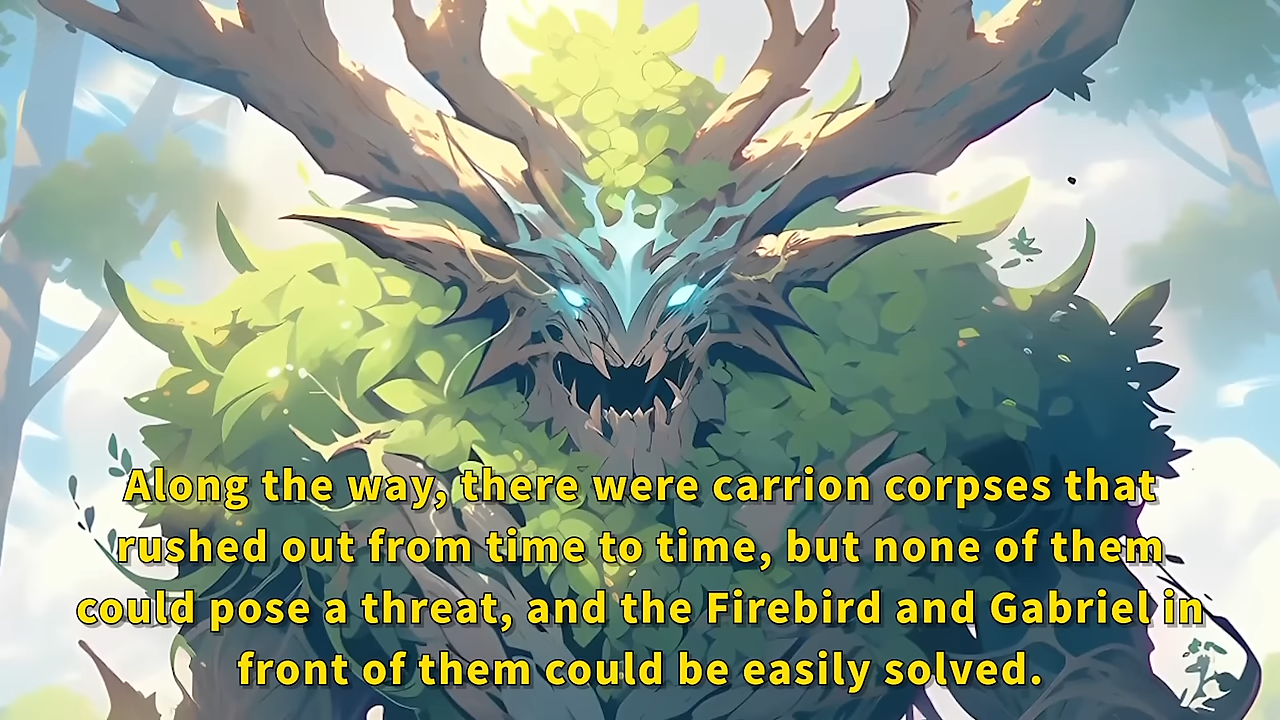 Along the way, there were carrion corpses that
rushed out from time to time, but none of them
could pose a threat, and the Firebird and Gabriel in
front of them could be easily solved.